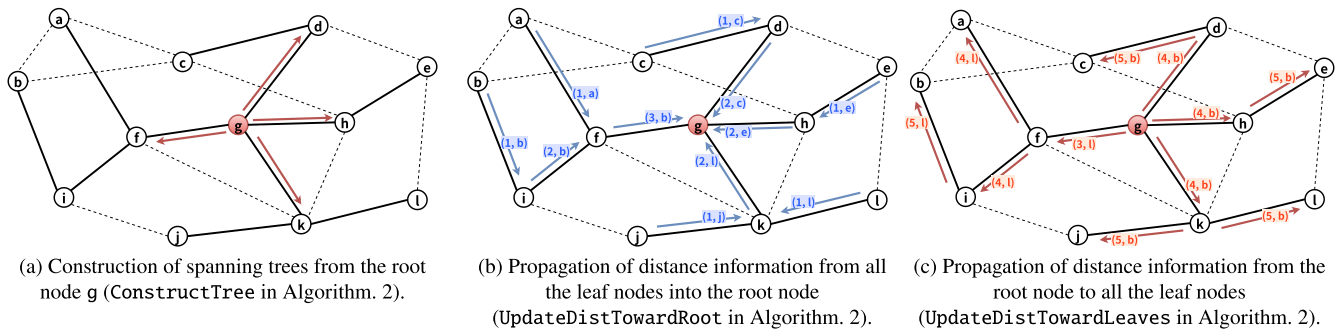 a
d
c
b
e
g
h
f
i
l
k
j
(a) Construction of spanning trees from the root
node g (ConstructTree in Algorithm. 2).
a
(1, c)
d
c
b
e
(1, a)
(2, c)
(1, e)
(3, b)
g
(2, e)
h
f
(1, b)
(2, b)
(2, l)
i
(1, l)
l
(1, j)
k
j
(b) Propagation of distance information from all
the leaf nodes into the root node
(UpdateDistTowardRoot in Algorithm. 2).
a
d
(4, l)
c
(5, b)
(4, b)
e
b
(5, b)
(5, l)
(4, b)
g
h
f
(3, l)
(4, l)
(4, b)
i
l
k
(5, b)
j
(5, b)
(c) Propagation of distance information from the
root node to all the leaf nodes
(UpdateDistTowardLeaves in Algorithm. 2).